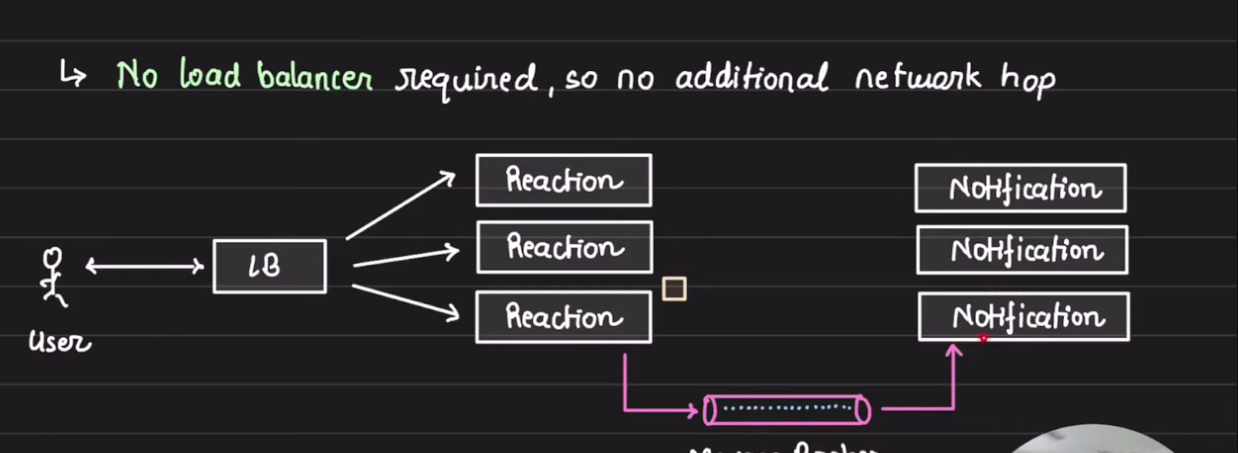 ↳ No load balancer required, so no additional network hop
Reaction
Notification
Reaction
Notification
LB
Reaction
Notification
User